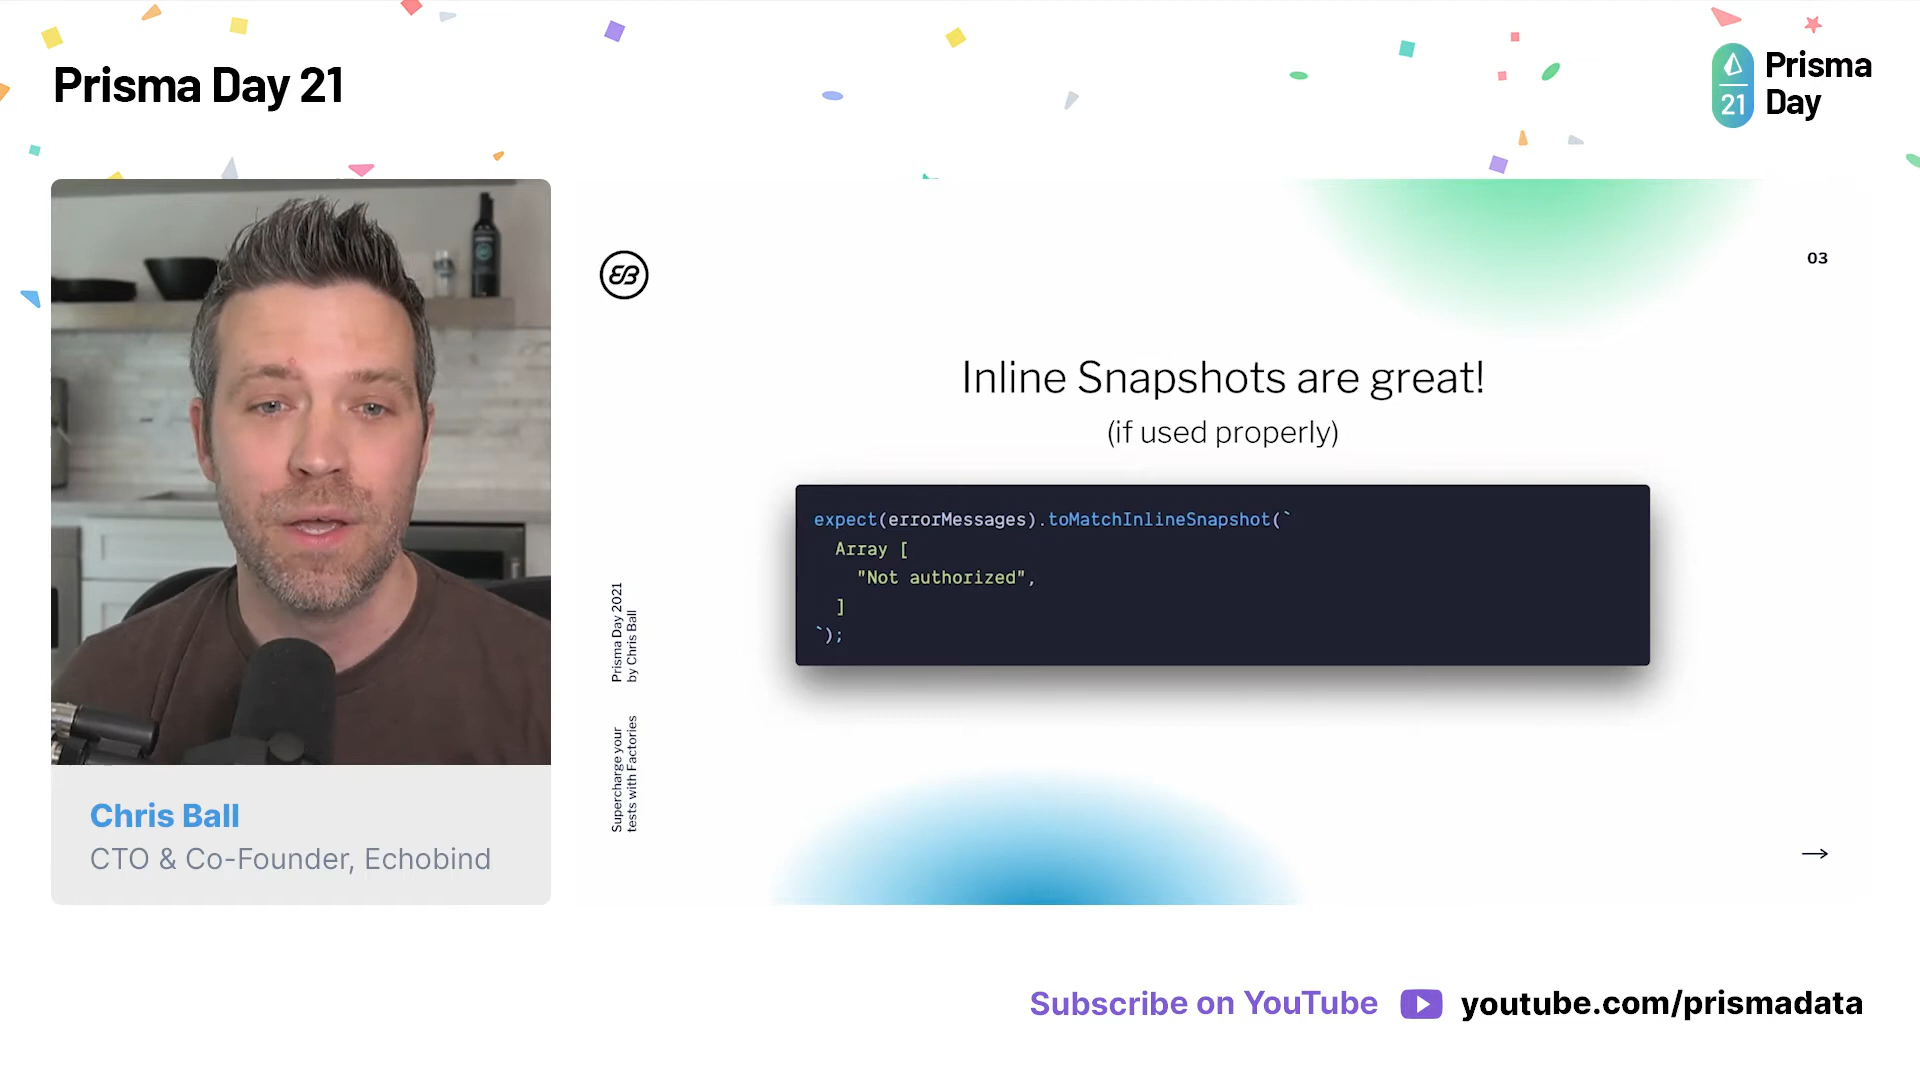 Prisma Day 21
Prisma
Day
21
EB
03
Inline Snapshots are great!
(if used properly)
expect(errorMessages).toMatchInlineSnapshot(`
  Array [
    "Not authorized",
  ]
`);
Prisma Day 2021
by Chris Ball
Supercharge your
tests with Factories
Chris Ball
CTO & Co-Founder, Echobind
→
Subscribe on YouTube youtube.com/prismadata